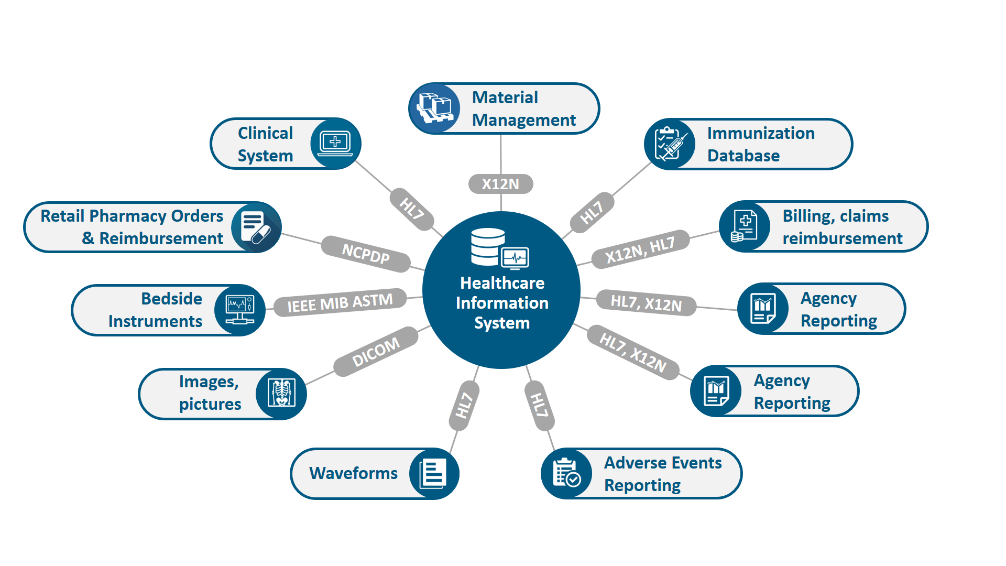 Material
Management
X12N
Clinical
System
HL7
Immunization
Database
HL7
Retail Pharmacy Orders
& Reimbursement
NCPDP
Billing, claims
reimbursement
X12N, HL7
Healthcare
Information
System
Bedside
Instruments
IEEE MIB ASTM
HL7, X12N
Agency
Reporting
DICOM
Images,
pictures
HL7, X12N
Agency
Reporting
HL7
Waveforms
HL7
Adverse Events
Reporting